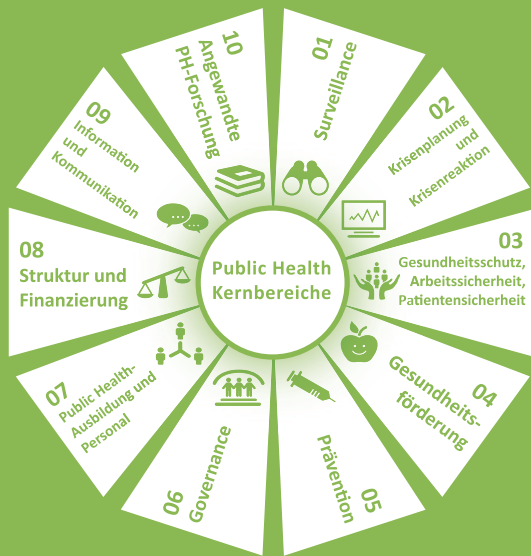 Public Health
Kernbereiche
01
Surveillance
02
Krisenplanung
und
Krisenreaktion
03
Gesundheitsschutz,
Arbeitssicherheit,
Patientensicherheit
04
Gesundheits-
förderung
05
Prävention
06
Governance
07
Public Health-
Ausbildung und
Personal
08
Struktur und
Finanzierung
09
Information
und
Kommunikation
10
Angewandte
PH-Forschung